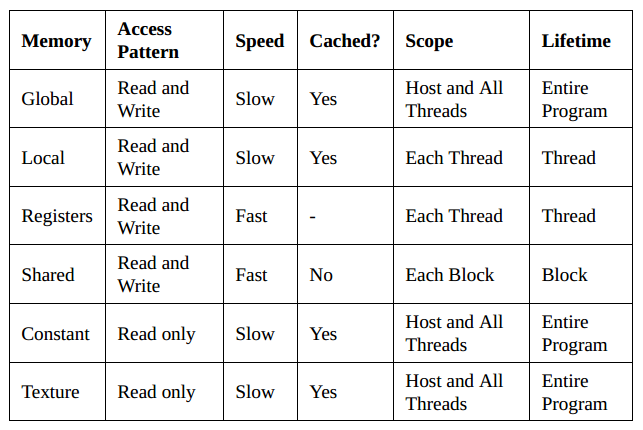 Memory Access Pattern Speed Cached? Scope Lifetime
Global Read and Write Slow Yes Host and All Threads Entire Program
Local Read and Write Slow Yes Each Thread Thread
Registers Read and Write Fast - Each Thread Thread
Shared Read and Write Fast No Each Block Block
Constant Read only Slow Yes Host and All Threads Entire Program
Texture Read only Slow Yes Host and All Threads Entire Program